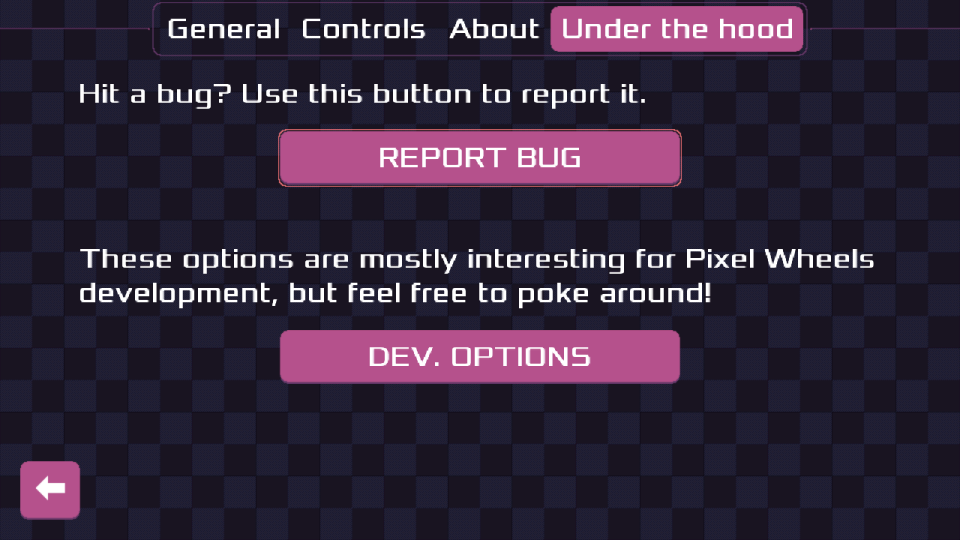 General Controls About Under the hood
Hit a bug? Use this button to report it.
REPORT BUG
These options are mostly interesting for Pixel Wheels
development, but feel free to poke around!
DEV. OPTIONS